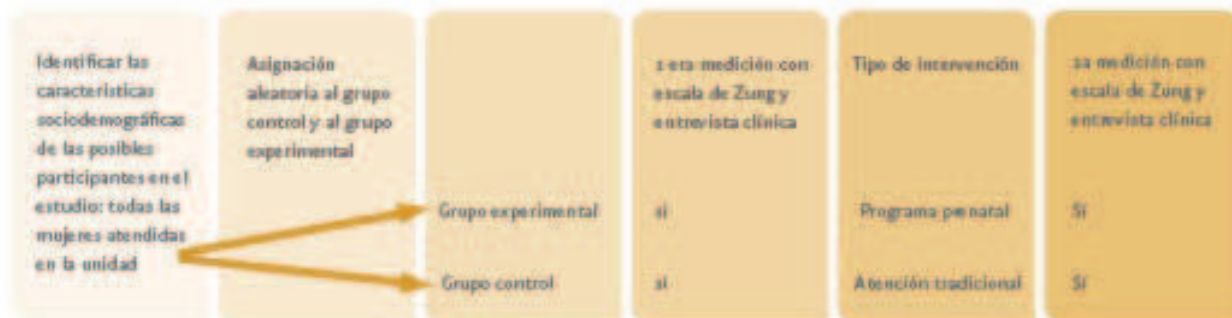 Identificar las
características
sociodemográficas
de las posibles
participantes en el
estudio: todas las
mujeres atendidas
en la unidad
Asignación
aleatoria al grupo
control y al grupo
experimental
Grupo experimental
Grupo control
1 era medición con
escala de Zung y
entrevista clínica
sí
sí
Tipo de intervención
Programa prenatal
Atención tradicional
2a medición con
escala de Zung y
entrevista clínica
Sí
Sí